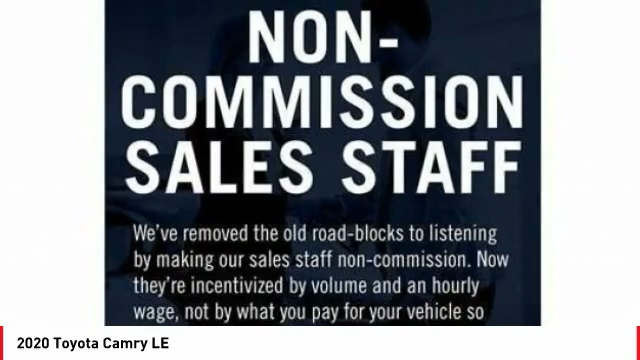 NON-
COMMISSION
SALES STAFF
We've removed the old road-blocks to listening
by making our sales staff non-commission. Now
they're incentivized by volume and an hourly
wage, not by what you pay for your vehicle so
2020 Toyota Camry LE